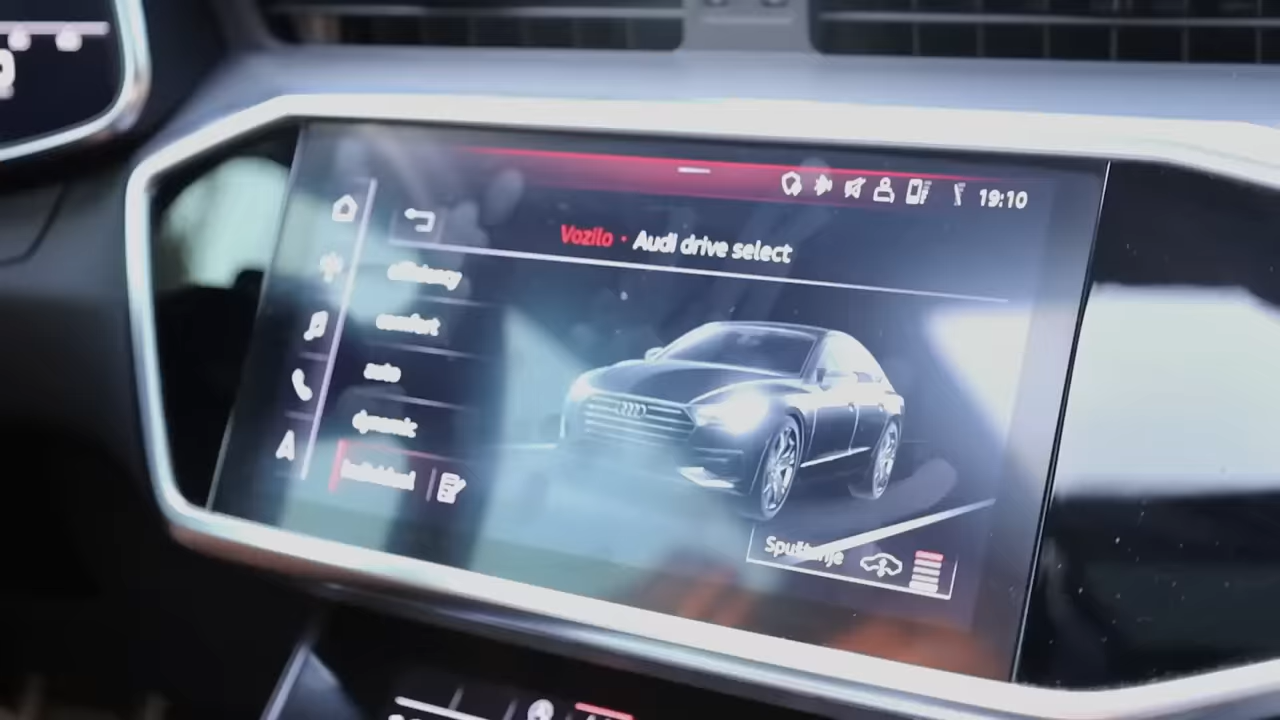 19:10
Vozilo · Audi drive select
efficiency
comfort
auto
dynamic
individual
Spuštanje